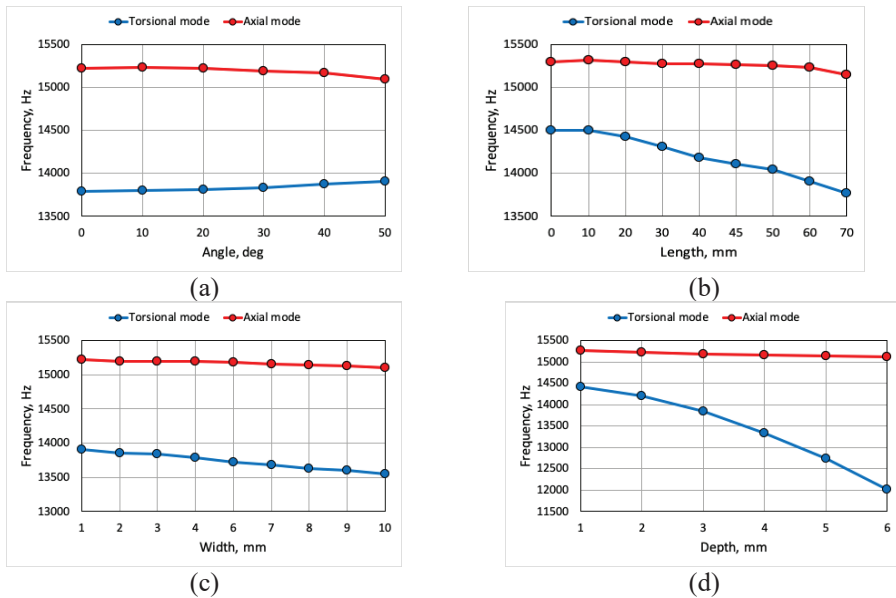 Torsional mode Axial mode
15500
15000
14500
14000
13500
Frequency, Hz
0 10 20 30 40 50
Angle, deg
(a)
Torsional mode Axial mode
15500
15000
14500
14000
13500
Frequency, Hz
0 10 20 30 40 45 50 60 70
Length, mm
(b)
Torsional mode Axial mode
15500
15000
14500
14000
13500
13000
Frequency, Hz
1 2 3 4 6 7 8 9 10
Width, mm
(c)
Torsional mode Axial mode
15500
15000
14500
14000
13500
13000
12500
12000
11500
Frequency, Hz
1 2 3 4 5 6
Depth, mm
(d)